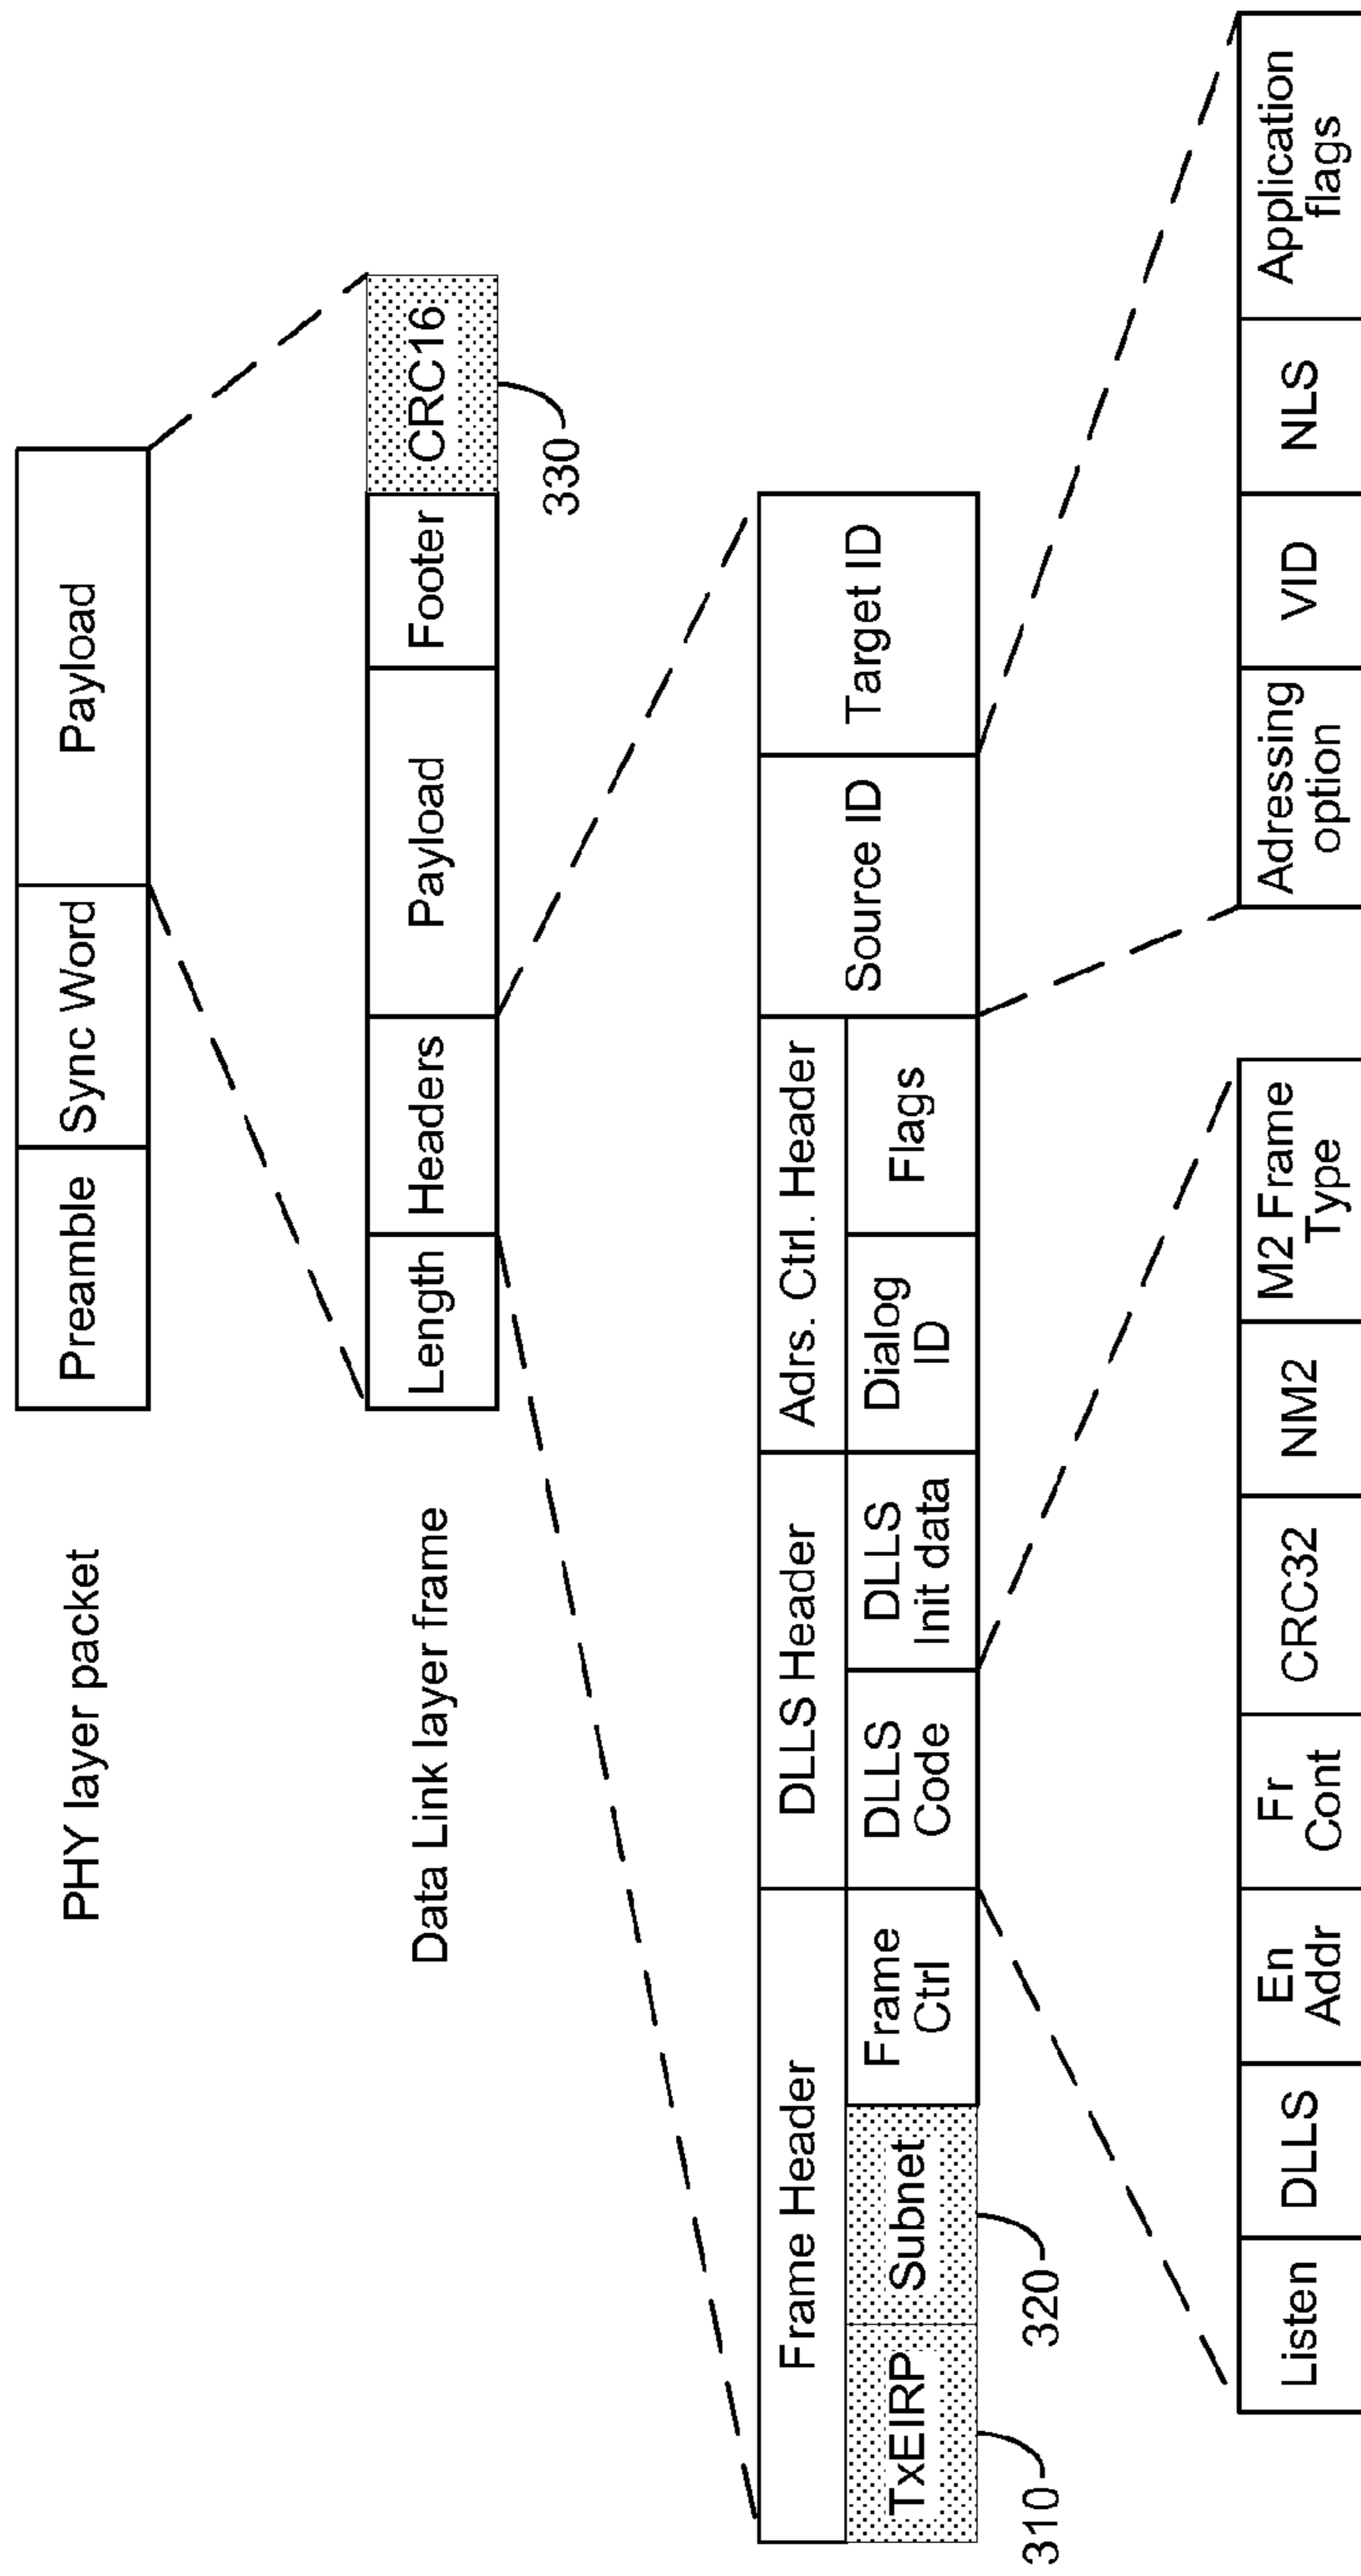 PHY layer packet
Preamble
Sync Word
Payload
Data Link layer frame
Length
Headers
Payload
Footer
CRC16
330
Frame Header
DLLS Header
Adrs. Ctrl. Header
Source ID
Target ID
TxEIRP
Subnet
Frame
Ctrl
DLLS
Code
DLLS
Init data
Dialog
ID
Flags
310
320
Listen
DLLS
En
Addr
Fr
Cont
CRC32
NM2
M2 Frame
Type
Adressing
option
VID
NLS
Application
flags